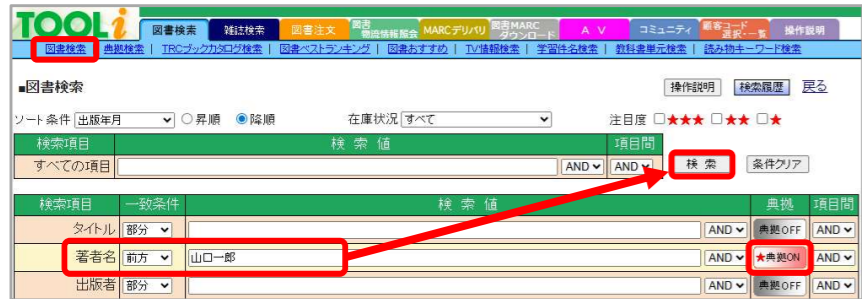 TOOLi 図書検索 雑誌検索 図書注文 図書物流情報照会 MARCデリバリ 図書MARCダウンロード A V コミュニティ 顧客コード選択・一覧 操作説明
図書検索 | 典拠検索 | TRCブックカタログ検索 | 図書ベストランキング | 図書おすすめ | TV情報検索 | 学習件名検索 | 教科書単元検索 | 読み物キーワード検索
■図書検索 操作説明 検索履歴 戻る
ソート条件 出版年月 昇順 降順 在庫状況 すべて 注目度 ★★★ ★★ ★
検索項目 検 索 値 項目間
すべての項目 AND AND 検 索 条件クリア
検索項目 一致条件 検 索 値 典拠 項目間
タイトル 部分 AND 典拠OFF AND
著者名 前方 山口一郎 AND ★典拠ON AND
出版者 部分 AND 典拠OFF AND